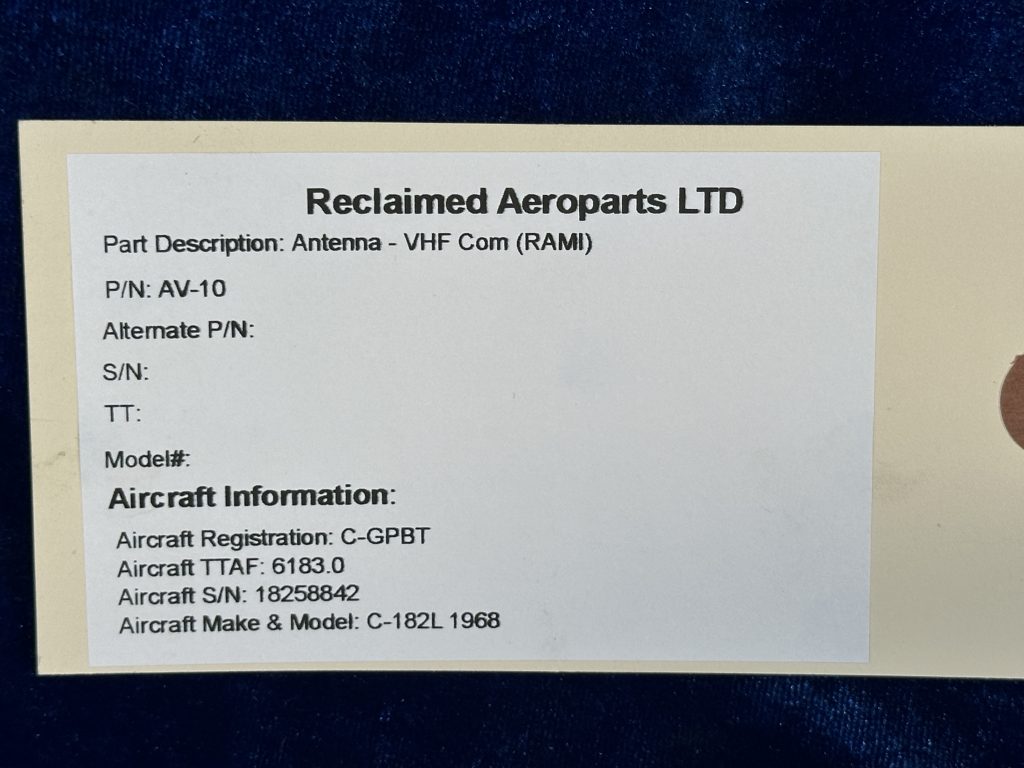 Reclaimed Aeroparts LTD
Part Description: Antenna - VHF Com (RAMI)
P/N: AV-10
Alternate P/N:
S/N:
TT:
Model#:
Aircraft Information:
Aircraft Registration: C-GPBT
Aircraft TTAF: 6183.0
Aircraft S/N: 18258842
Aircraft Make & Model: C-182L 1968